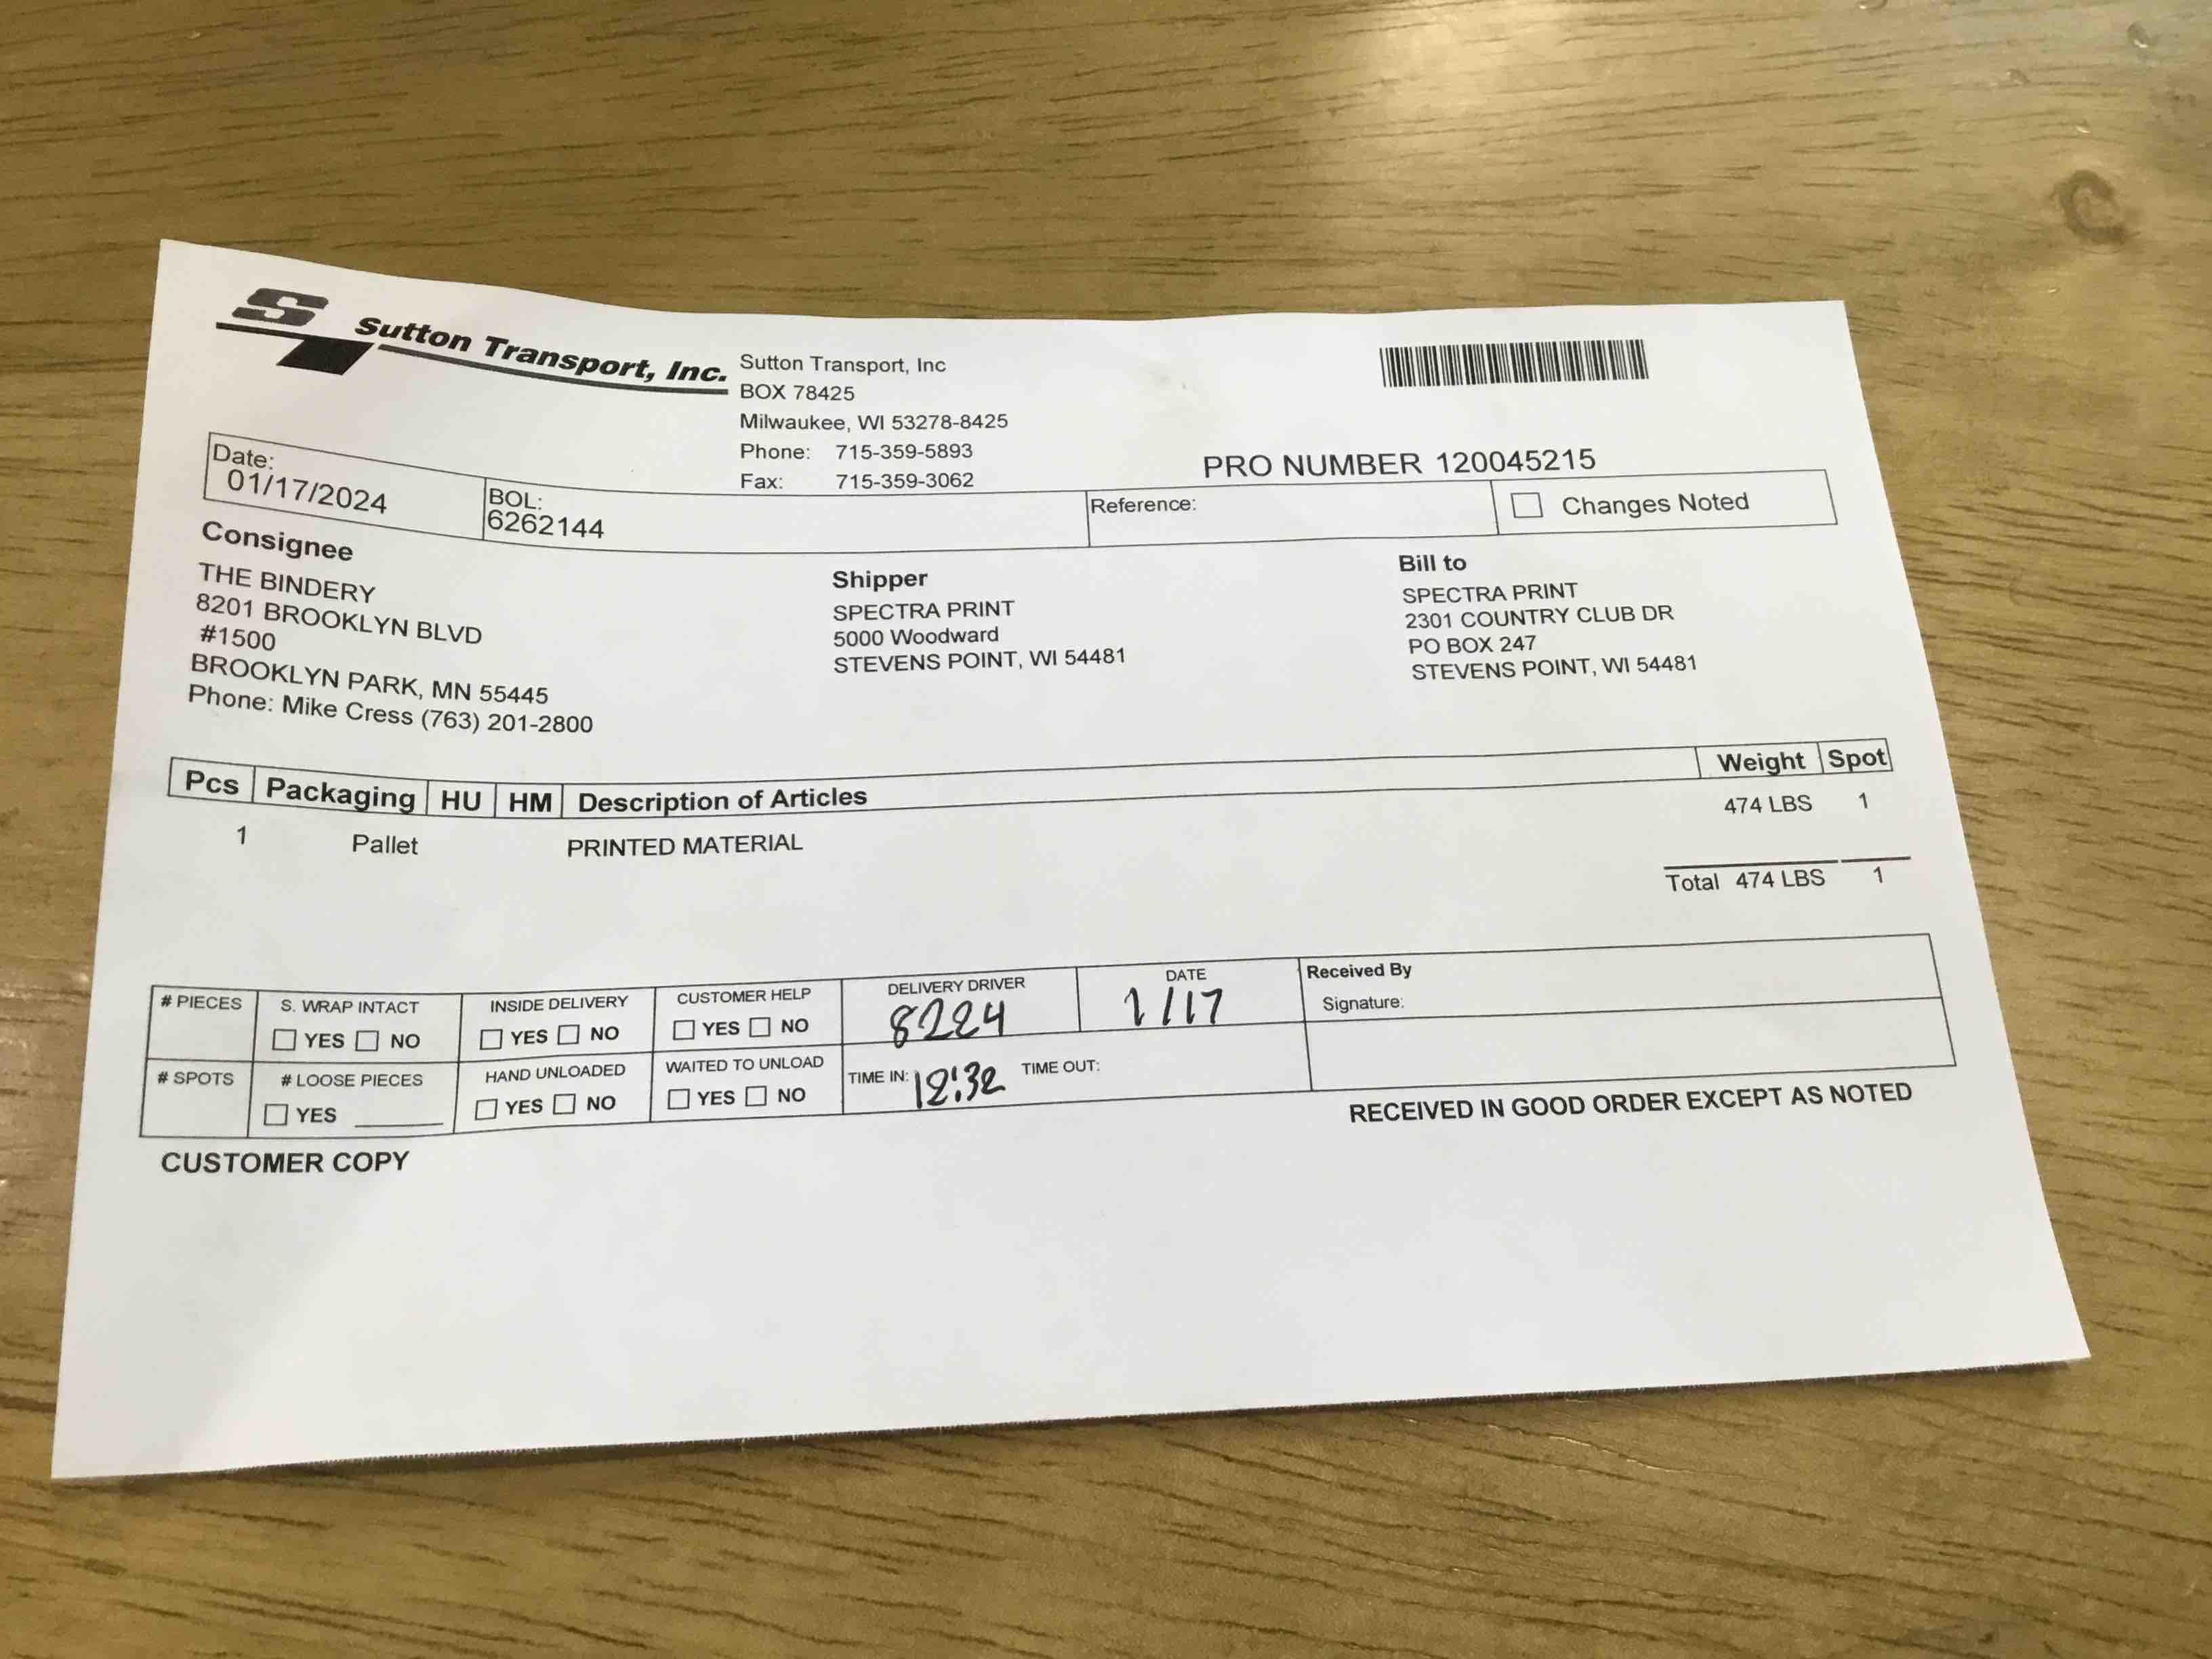 S
Sutton Transport, Inc.
Sutton Transport, Inc
BOX 78425
Milwaukee, WI 53278-8425
Phone: 715-359-5893
Fax: 715-359-3062
PRO NUMBER 120045215
Date:
01/17/2024
BOL:
6262144
Reference:
Changes Noted
Consignee
THE BINDERY
8201 BROOKLYN BLVD
#1500
BROOKLYN PARK, MN 55445
Phone: Mike Cress (763) 201-2800
Shipper
SPECTRA PRINT
5000 Woodward
STEVENS POINT, WI 54481
Bill to
SPECTRA PRINT
2301 COUNTRY CLUB DR
PO BOX 247
STEVENS POINT, WI 54481
Pcs Packaging HU HM Description of Articles Weight Spot
1 Pallet PRINTED MATERIAL 474 LBS 1
Total 474 LBS 1
# PIECES
S. WRAP INTACT
YES NO
INSIDE DELIVERY
YES NO
CUSTOMER HELP
YES NO
DELIVERY DRIVER
8224
DATE
1/17
Received By
Signature:
# SPOTS
# LOOSE PIECES
YES
HAND UNLOADED
YES NO
WAITED TO UNLOAD
YES NO
TIME IN: 12:32 TIME OUT:
RECEIVED IN GOOD ORDER EXCEPT AS NOTED
CUSTOMER COPY